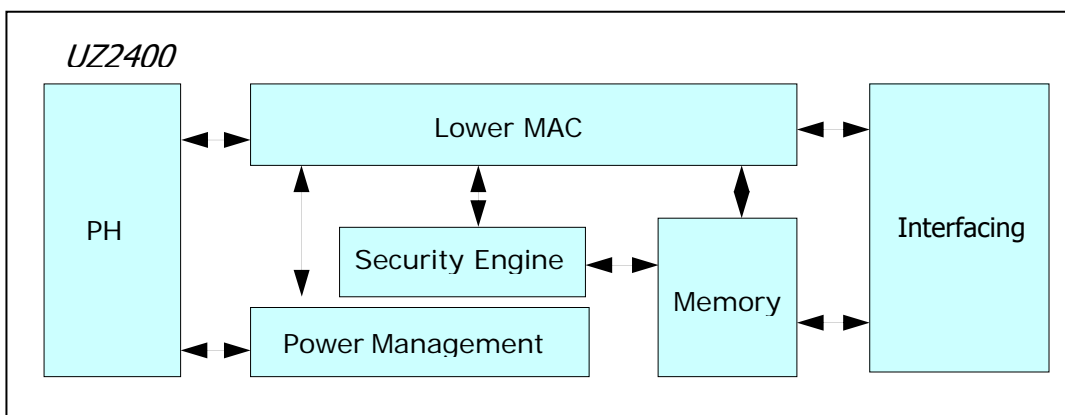 UZ2400
Lower MAC
PH
Interfacing
Security Engine
Memory
Power Management